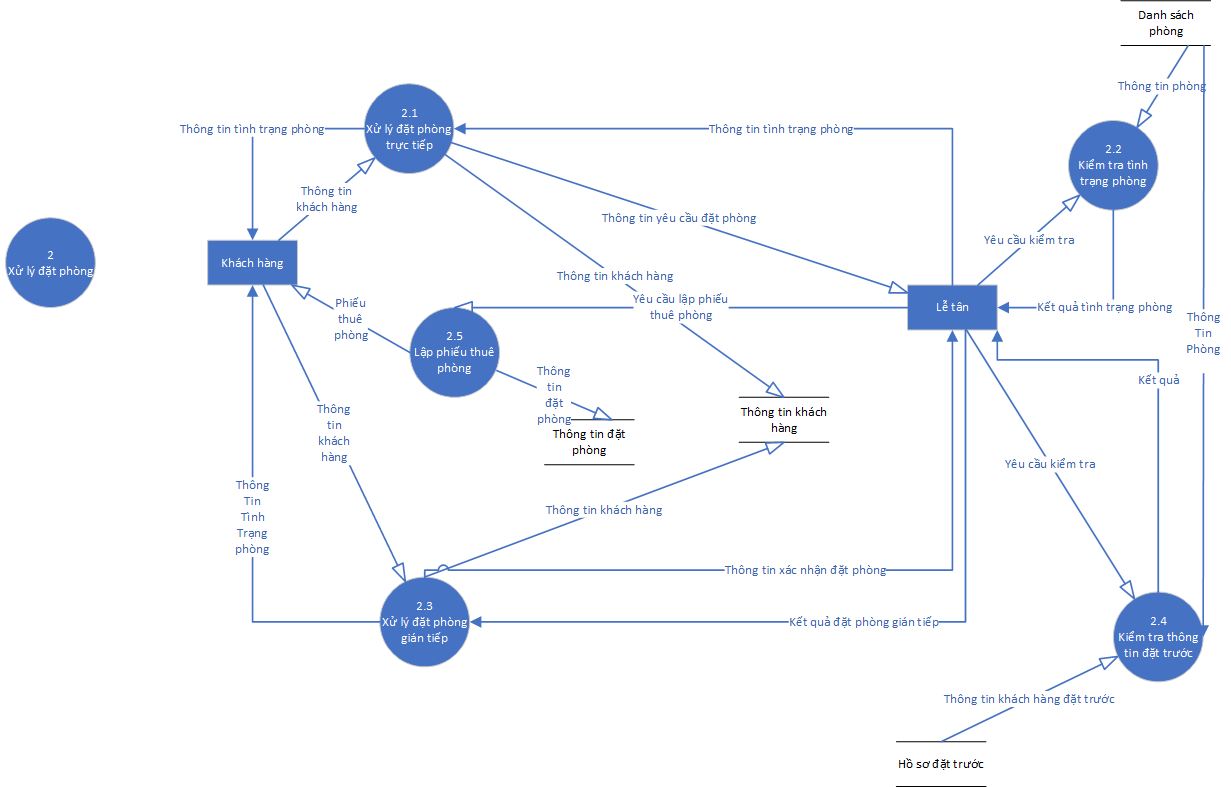 Danh sách
phòng
Thông tin phòng
2.1
Xử lý đặt phòng
trực tiếp
Thông tin tình trạng phòng
Thông tin tình trạng phòng
2.2
Kiểm tra tình
trạng phòng
Thông tin
khách hàng
Thông tin yêu cầu đặt phòng
Yêu cầu kiểm tra
2
Xử lý đặt phòng
Khách hàng
Thông tin khách hàng
Phiếu
thuê
phòng
Yêu cầu lập phiếu
thuê phòng
Lễ tân
Kết quả tình trạng phòng
Thông
Tin
Phòng
2.5
Lập phiếu thuê
phòng
Thông
tin
đặt
phòng
Kết quả
Thông
tin
khách
hàng
Thông tin khách
hàng
Thông tin đặt
phòng
Yêu cầu kiểm tra
Thông
Tin
Tình
Trạng
phòng
Thông tin khách hàng
Thông tin xác nhận đặt phòng
2.3
Xử lý đặt phòng
gián tiếp
Kết quả đặt phòng gián tiếp
2.4
Kiểm tra thông
tin đặt trước
Thông tin khách hàng đặt trước
Hồ sơ đặt trước